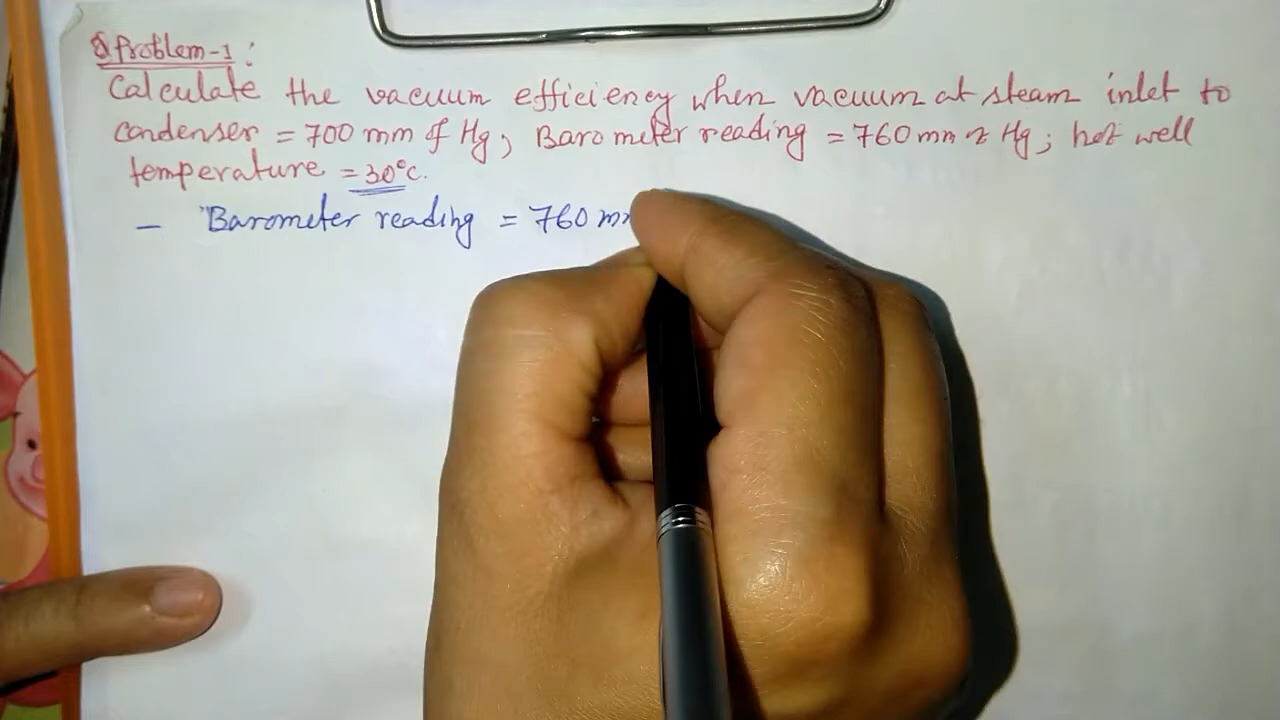 Problem-1:
Calculate the vacuum efficiency when vacuum at steam inlet to
condenser = 700 mm of Hg; Barometer reading = 760 mm of Hg; hot well
temperature = 30°c.
— Barometer reading = 760 mm